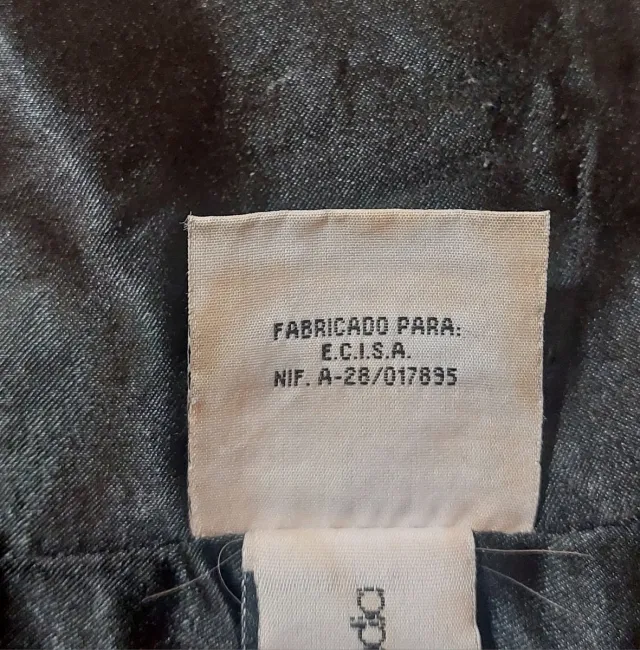 FABRICADO PARA:
E.C.I.S.A.
NIF. A-28/017895